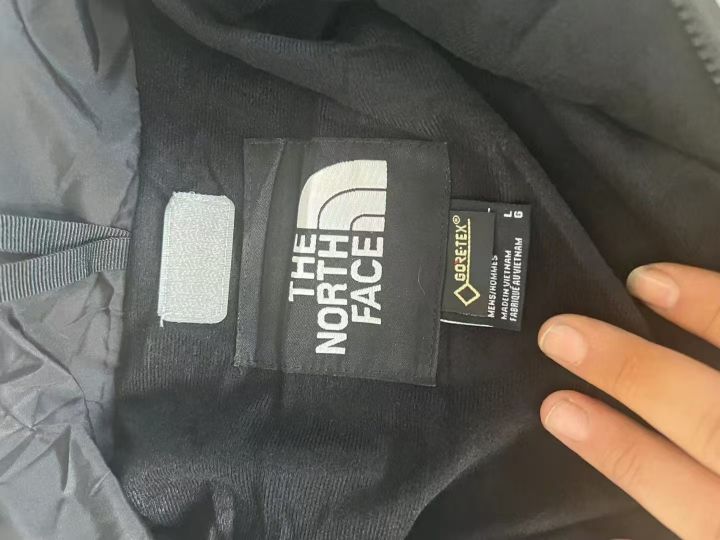 THE
NORTH
FACE
GORE-TEX®
L
G
MENS/HOMMES
MADE IN VIETNAM
FABRIQUÉ AU VIETNAM